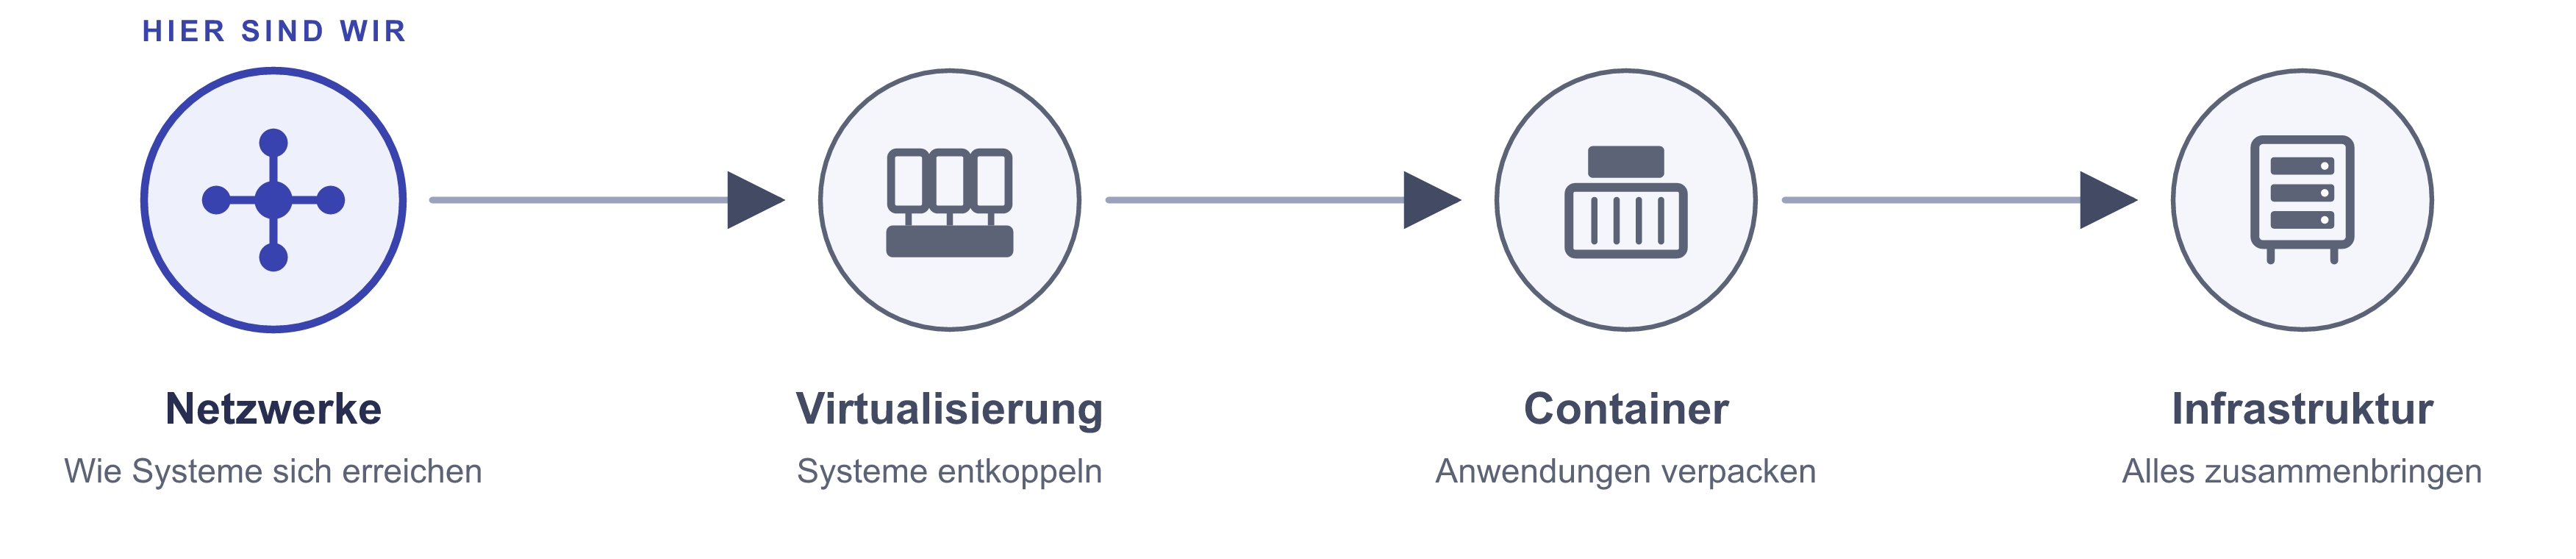 HIER SIND WIR
Netzwerke
Wie Systeme sich erreichen
Virtualisierung
Systeme entkoppeln
Container
Anwendungen verpacken
Infrastruktur
Alles zusammenbringen